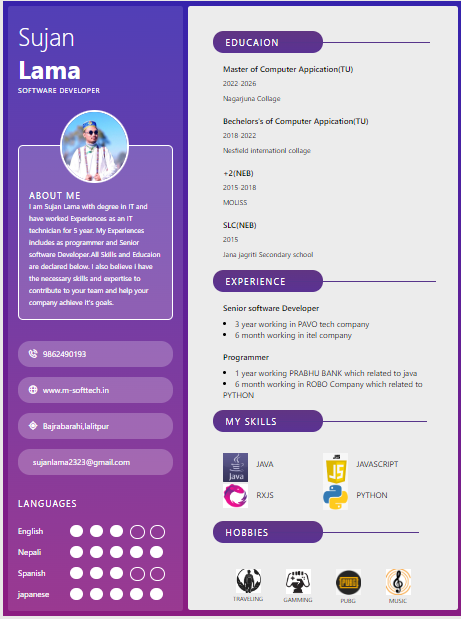 Sujan
Lama
SOFTWARE DEVELOPER
ABOUT ME
I am Sujan Lama with degree in IT and
have worked Experiences as an IT
technician for 5 year. My Experiences
includes as programmer and Senior
software Developer.All Skills and Educaion
are declared below. I also believe I have
the necessary skills and expertise to
contribute to your team and help your
company achieve it's goals.
9862490193
www.m-softtech.in
Bajrabarahi,lalitpur
sujanlama2323@gmail.com
LANGUAGES
English
Nepali
Spanish
japanese
EDUCAION
Master of Computer Appication(TU)
2022-2026
Nagarjuna Collage
Bechelors's of Computer Appication(TU)
2018-2022
Nesfield internationl collage
+2(NEB)
2015-2018
MOLISS
SLC(NEB)
2015
Jana jagriti Secondary school
EXPERIENCE
Senior software Developer
• 3 year working in PAVO tech company
• 6 month working in itel company
Programmer
• 1 year working PRABHU BANK which related to java
• 6 month working in ROBO Company which related to
PYTHON
MY SKILLS
Java
JAVA
JS
JAVASCRIPT
RXJS
PYTHON
HOBBIES
TRAVELING
GAMMING
PUBG
PUBG
MUSIC